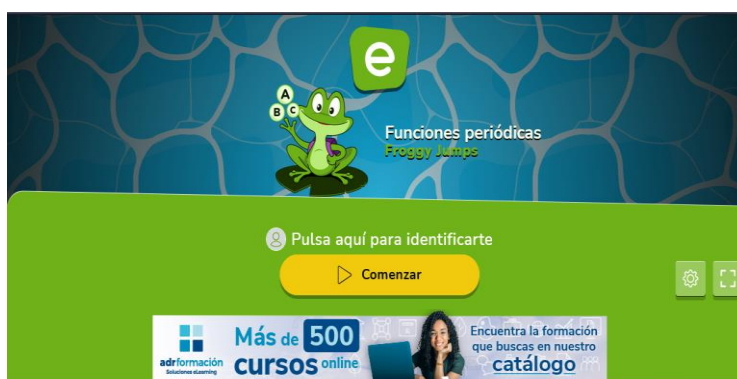 e
A
B C
Funciones periódicas
Froggy Jumps
Pulsa aquí para identificarte
Comenzar
adrformación
Soluciones eLearning
Más de 500
cursos online
Encuentra la formación
que buscas en nuestro
catálogo